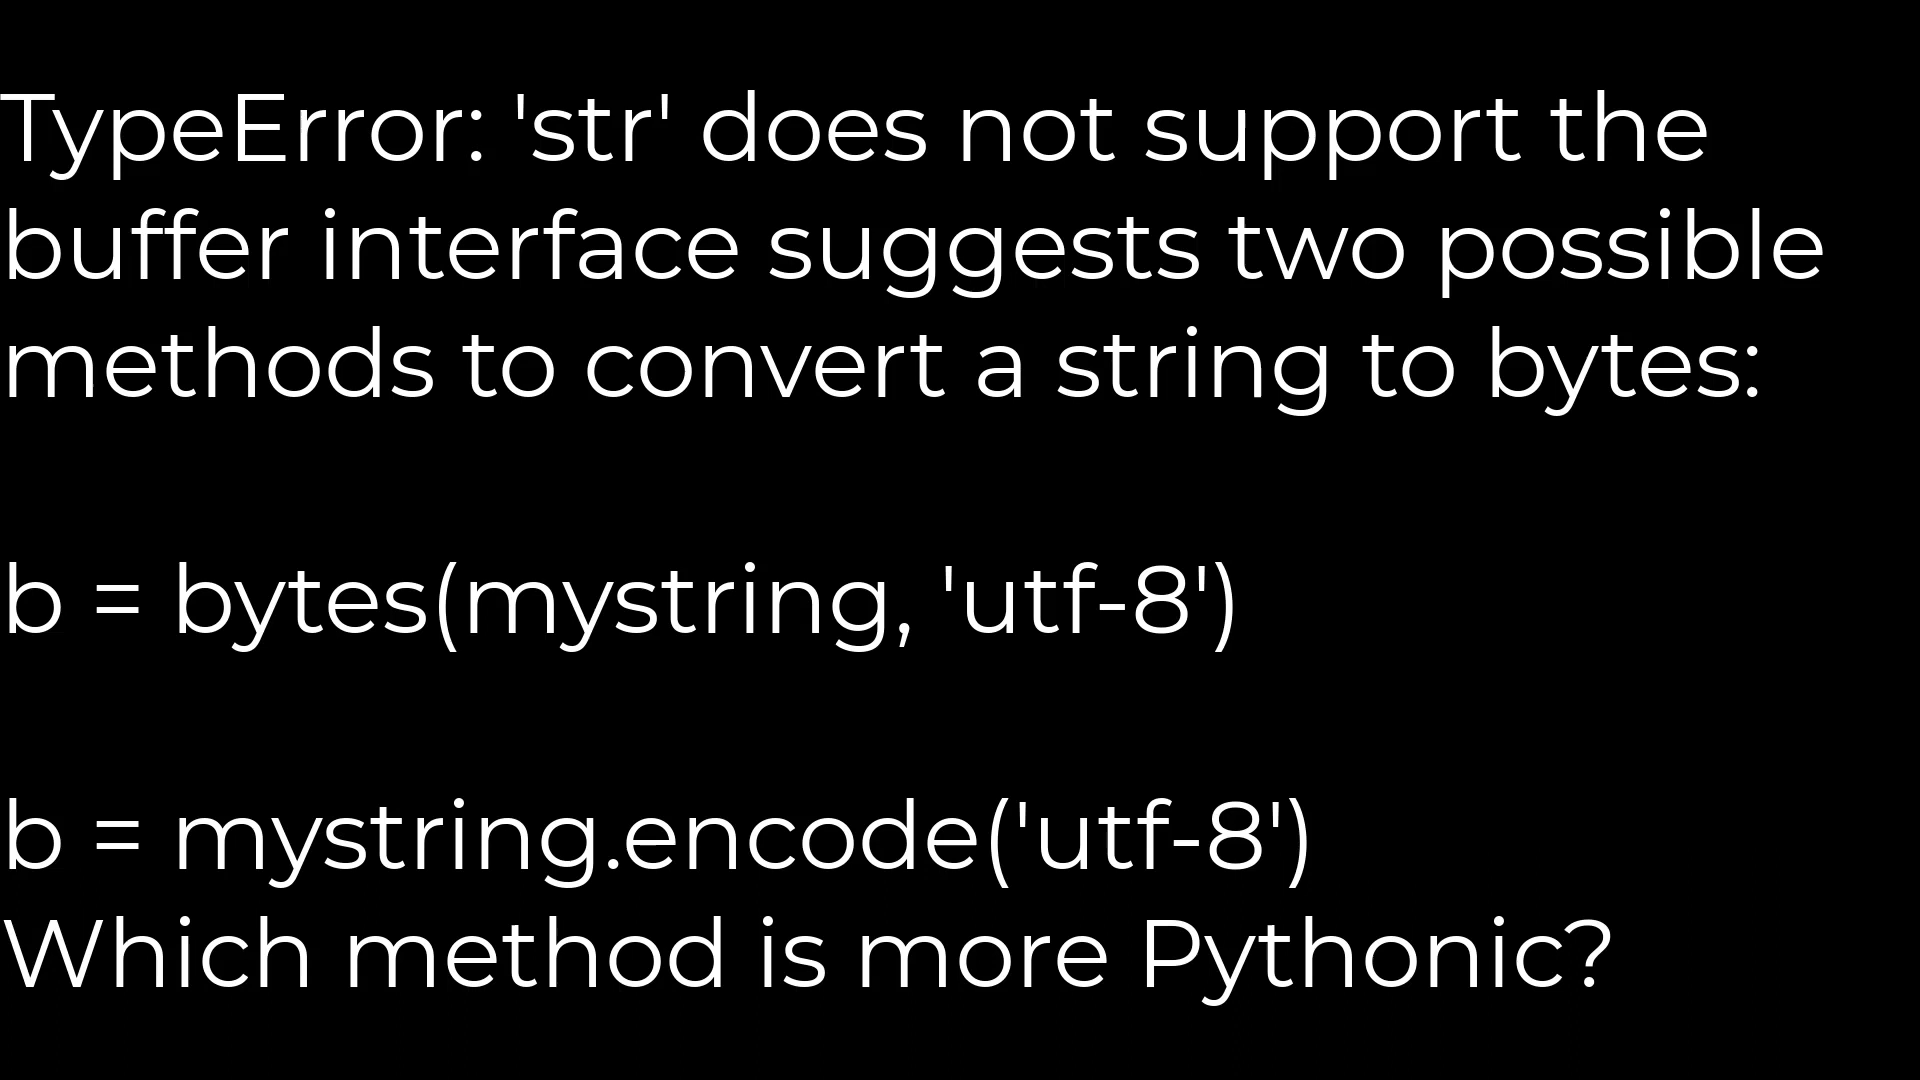 TypeError: 'str' does not support the
buffer interface suggests two possible
methods to convert a string to bytes:
b = bytes(mystring, 'utf-8')
b = mystring.encode('utf-8')
Which method is more Pythonic?